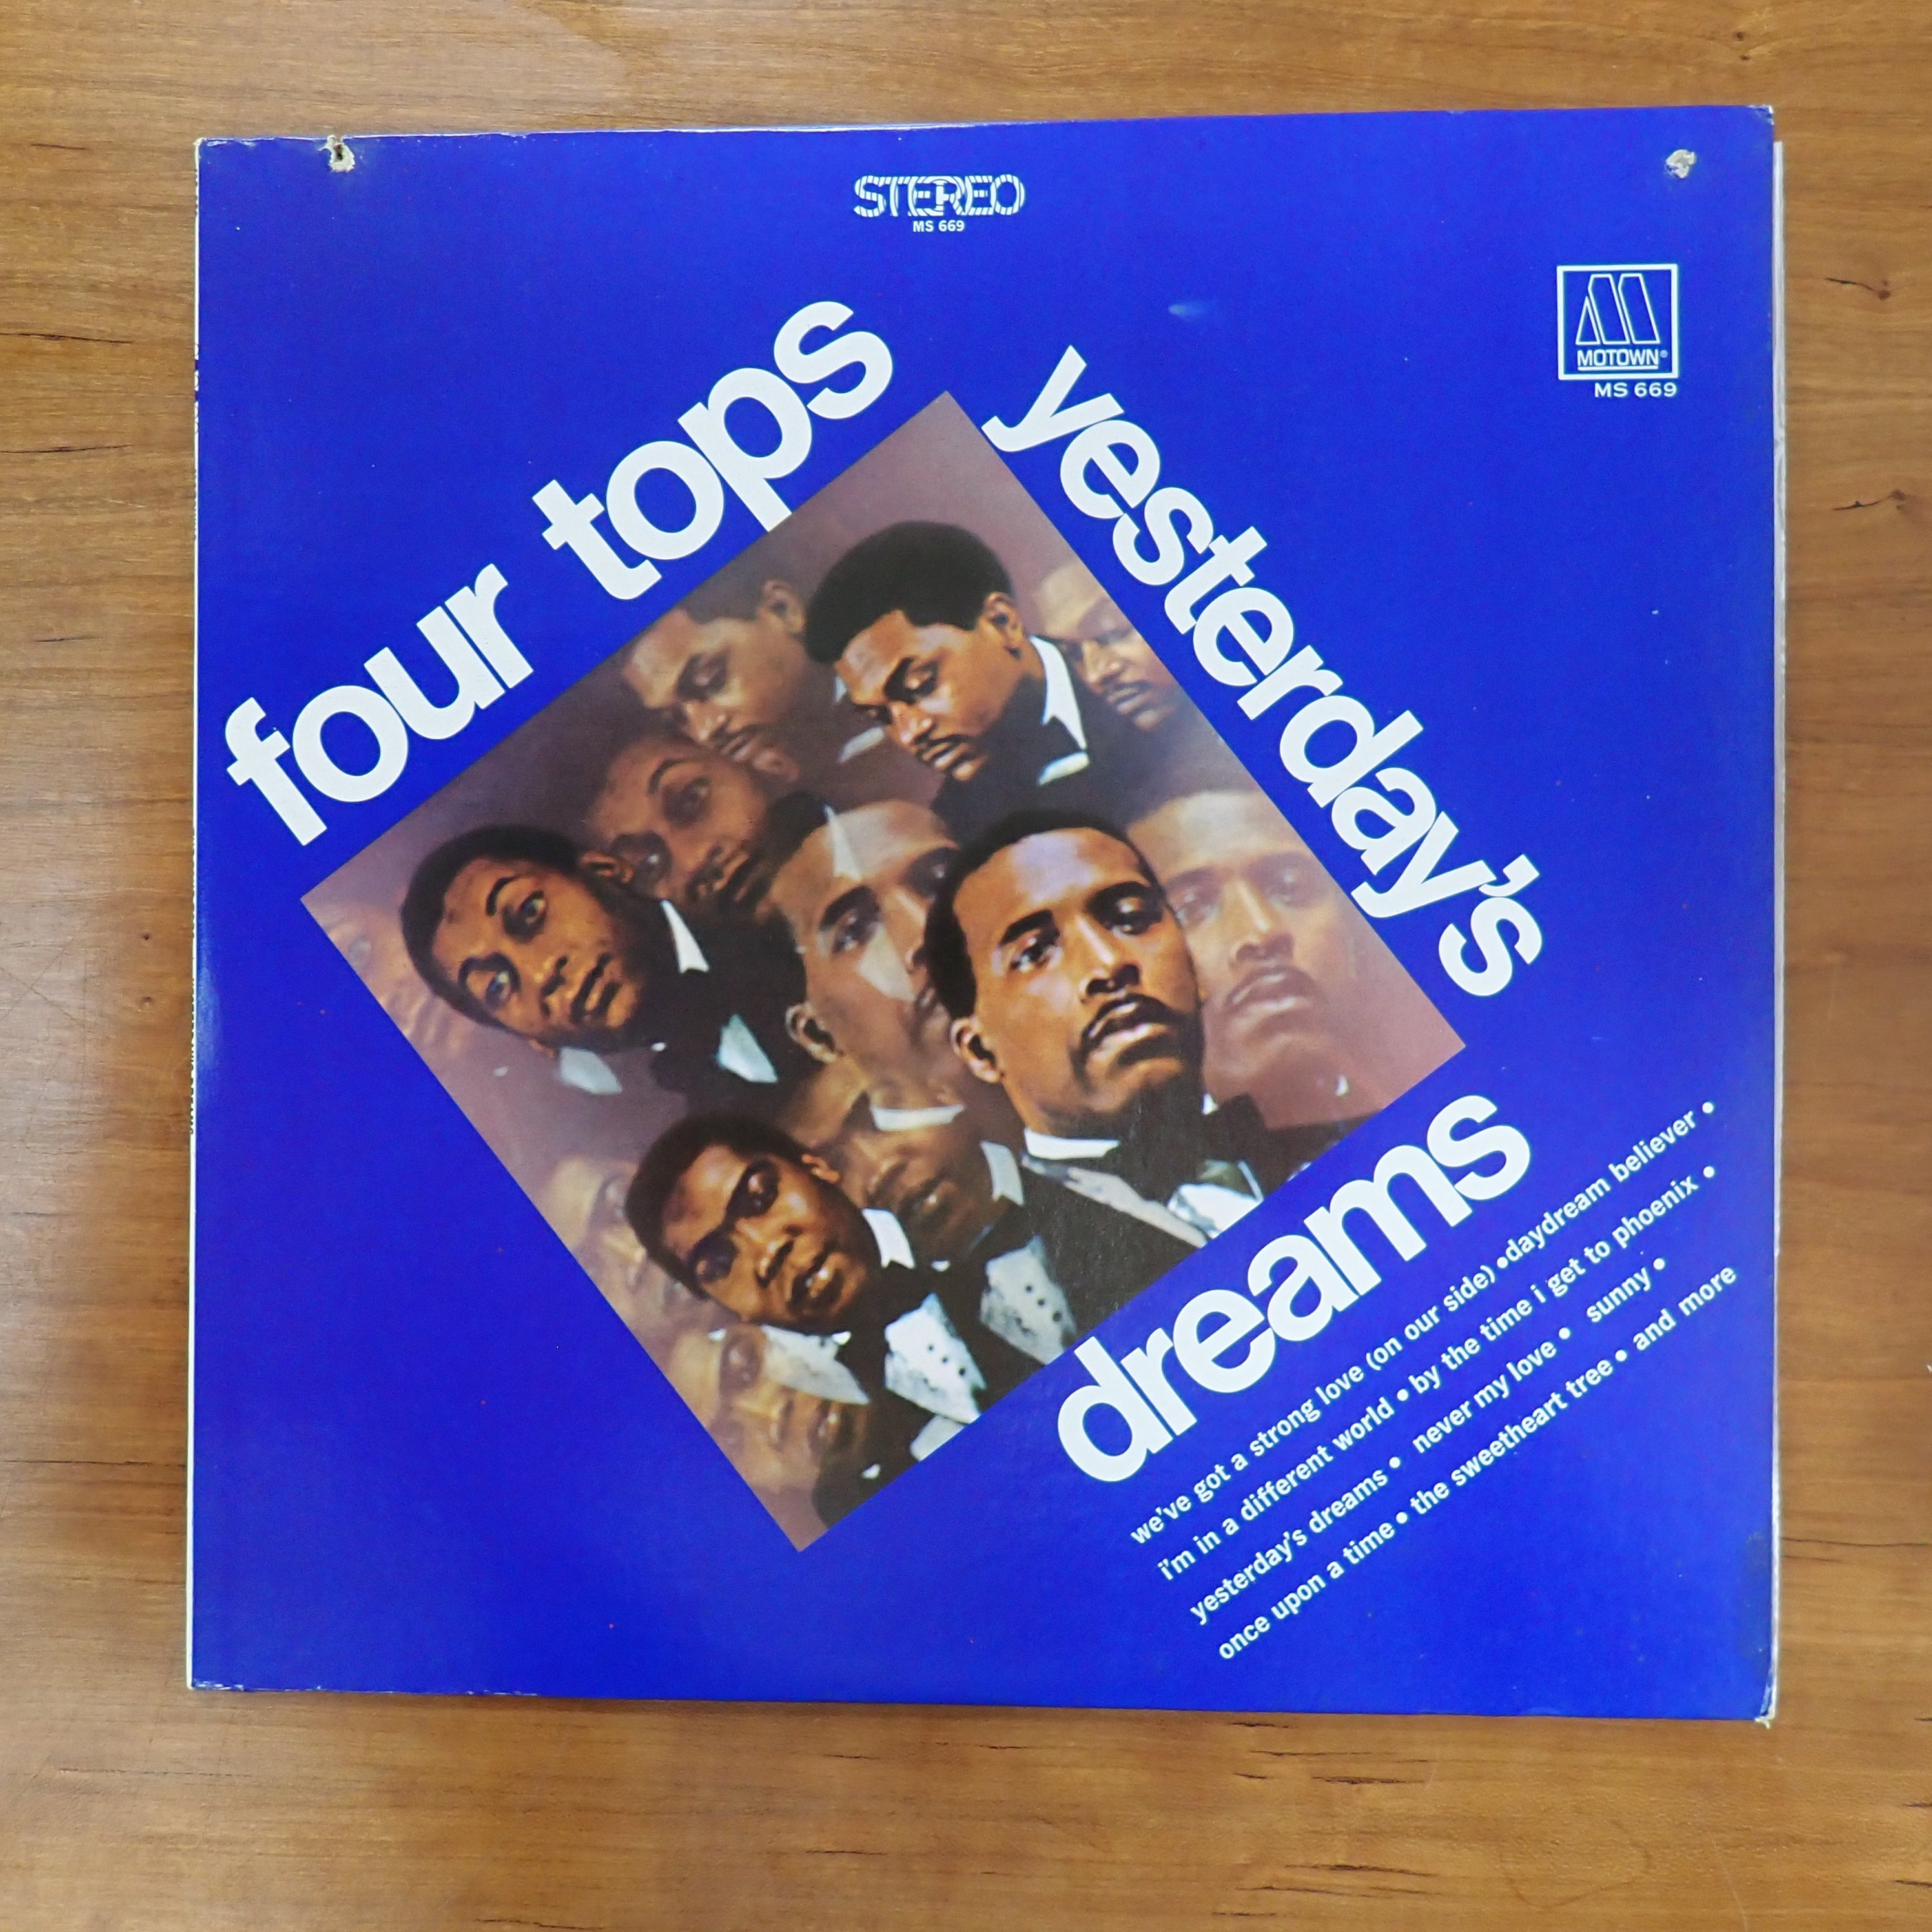 STEREO
MS 669
MOTOWN®
MS 669
four tops
yesterday's
dreams
we've got a strong love (on our side) • daydream believer •
i'm in a different world • by the time i get to phoenix •
yesterday's dreams • never my love • sunny •
once upon a time • the sweetheart tree • and more